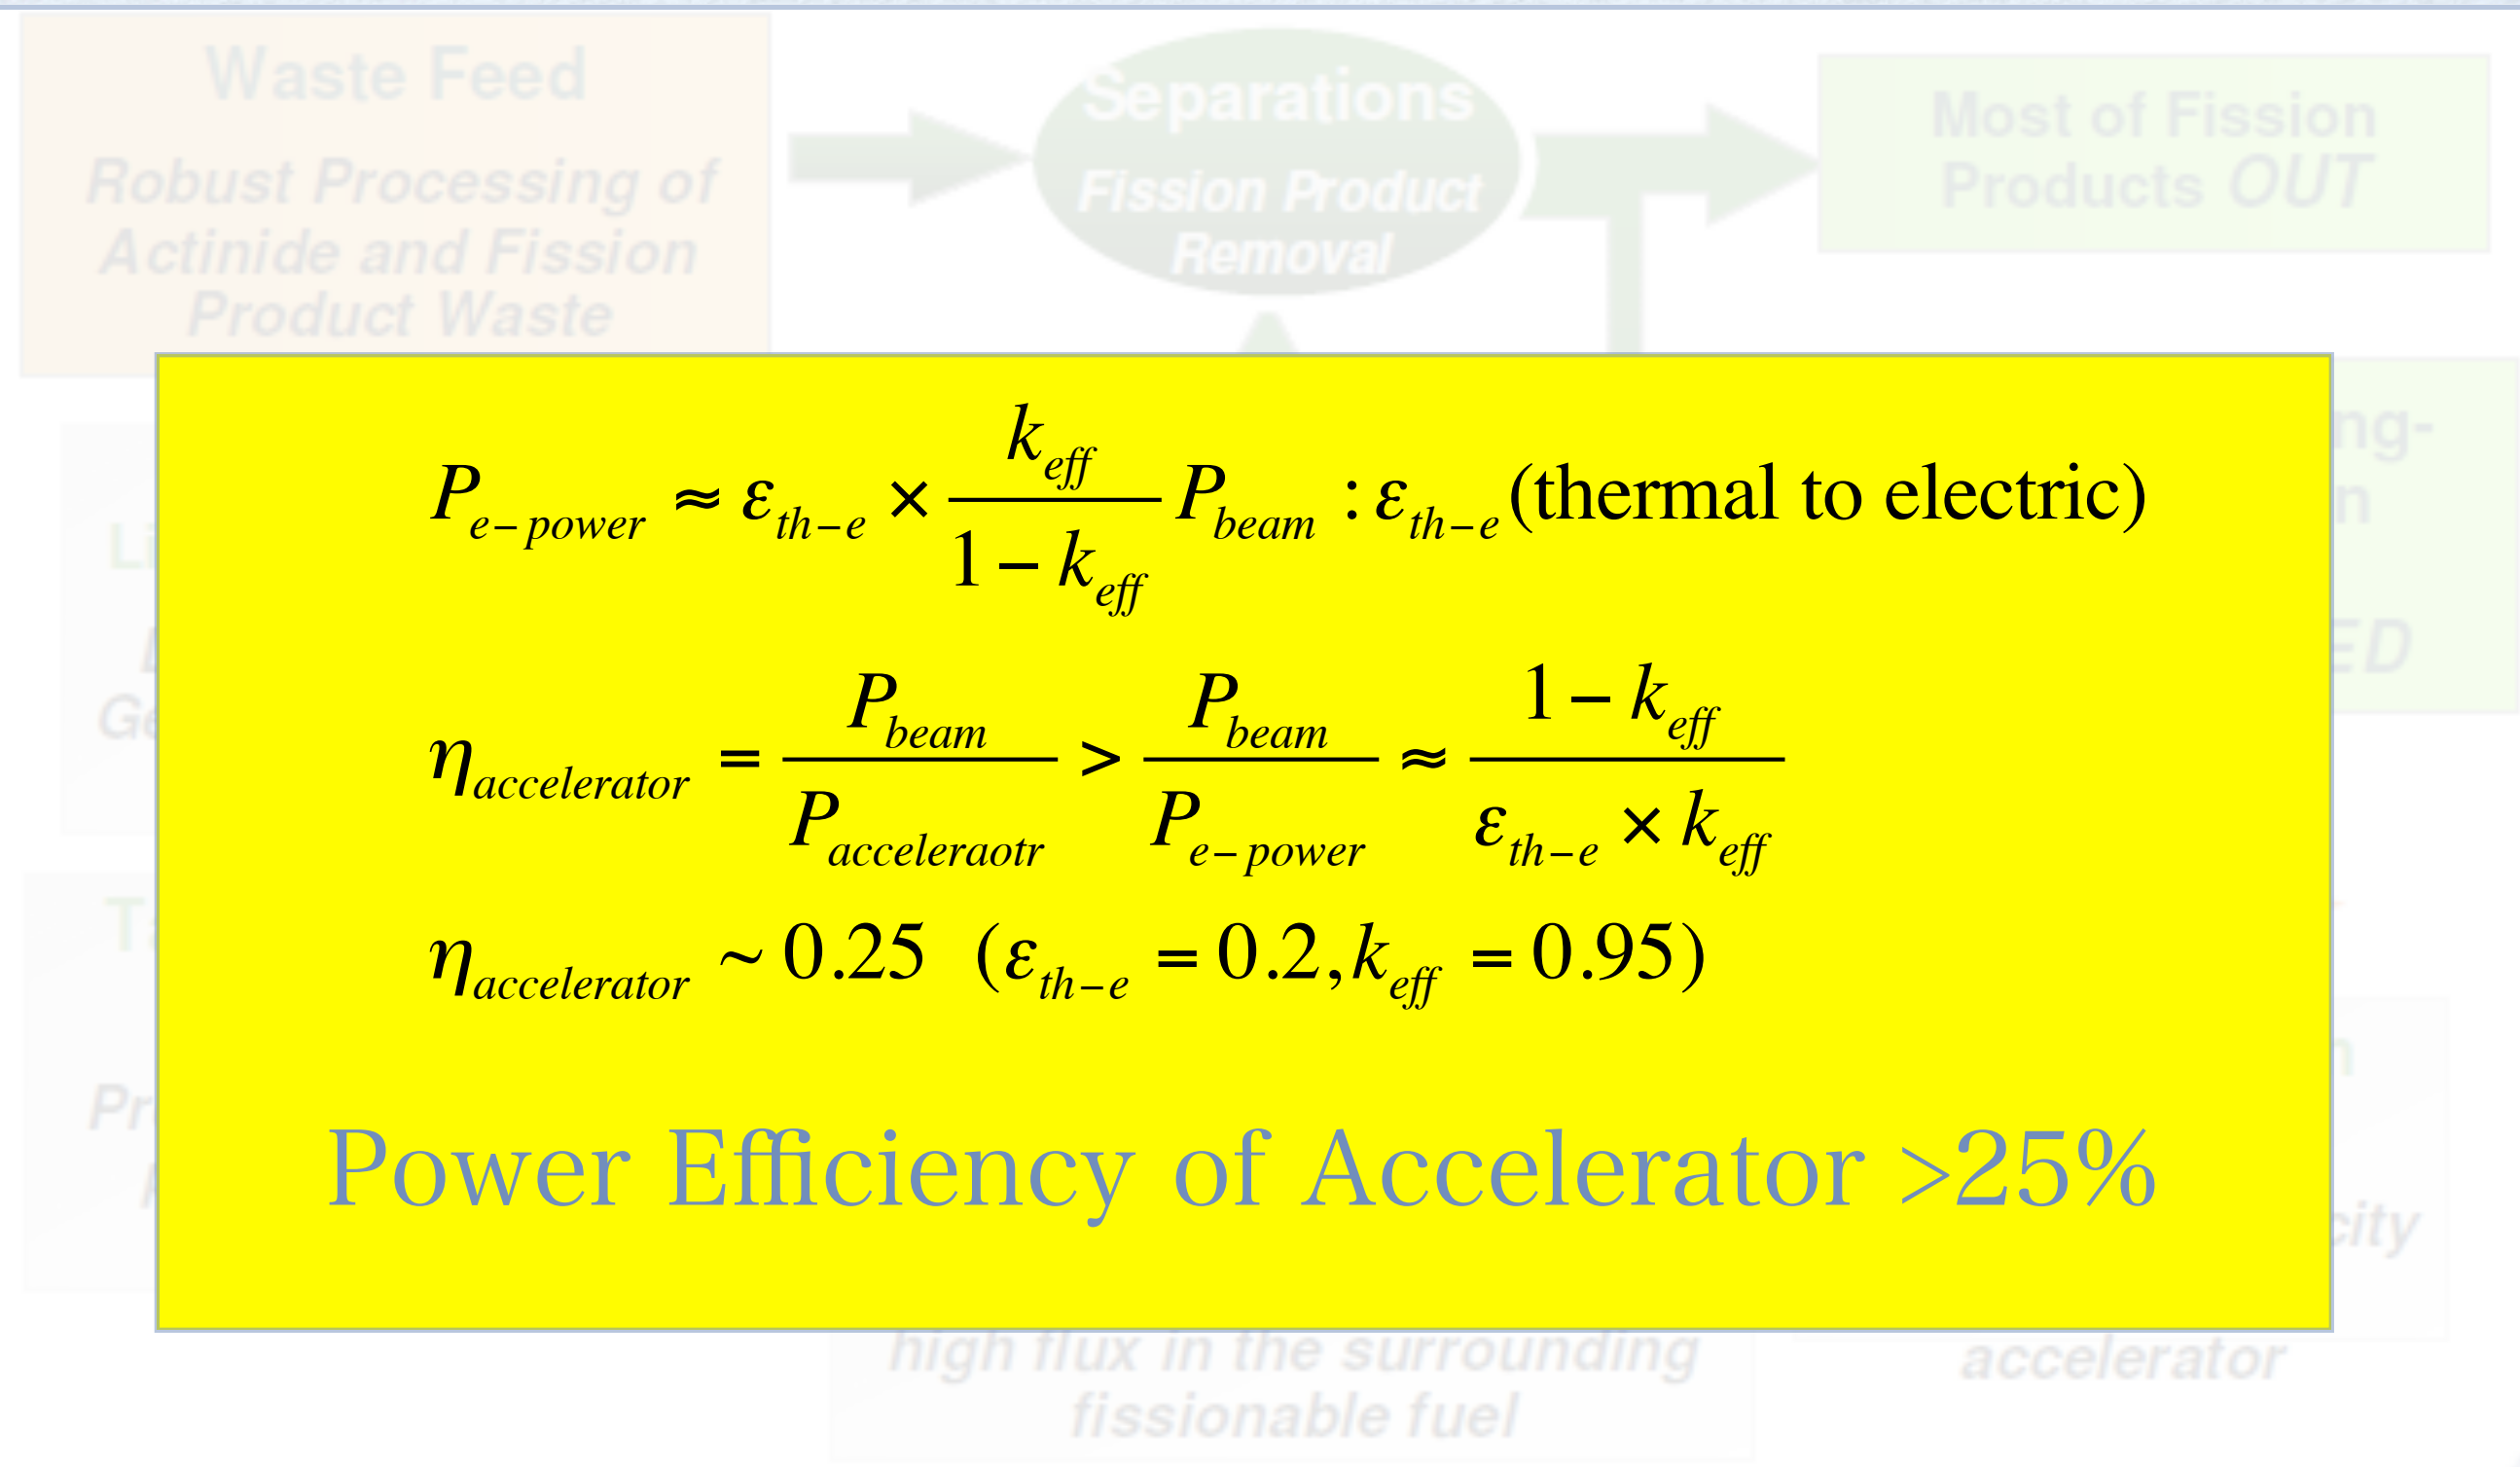 Waste Feed
Robust Processing of
Actinide and Fission
Product Waste
Separations
Fission Product
Removal
Most of Fission
Products OUT
P_{e-power} ≈ ε_{th-e} × \frac{k_{eff}}{1 - k_{eff}} P_{beam} : ε_{th-e} (thermal to electric)
η_{accelerator} = \frac{P_{beam}}{P_{acceleraotr}} > \frac{P_{beam}}{P_{e-power}} ≈ \frac{1 - k_{eff}}{ε_{th-e} × k_{eff}}
η_{accelerator} ~ 0.25 (ε_{th-e} = 0.2, k_{eff} = 0.95)
Power Efficiency of Accelerator >25%
high flux in the surrounding
fissionable fuel
accelerator